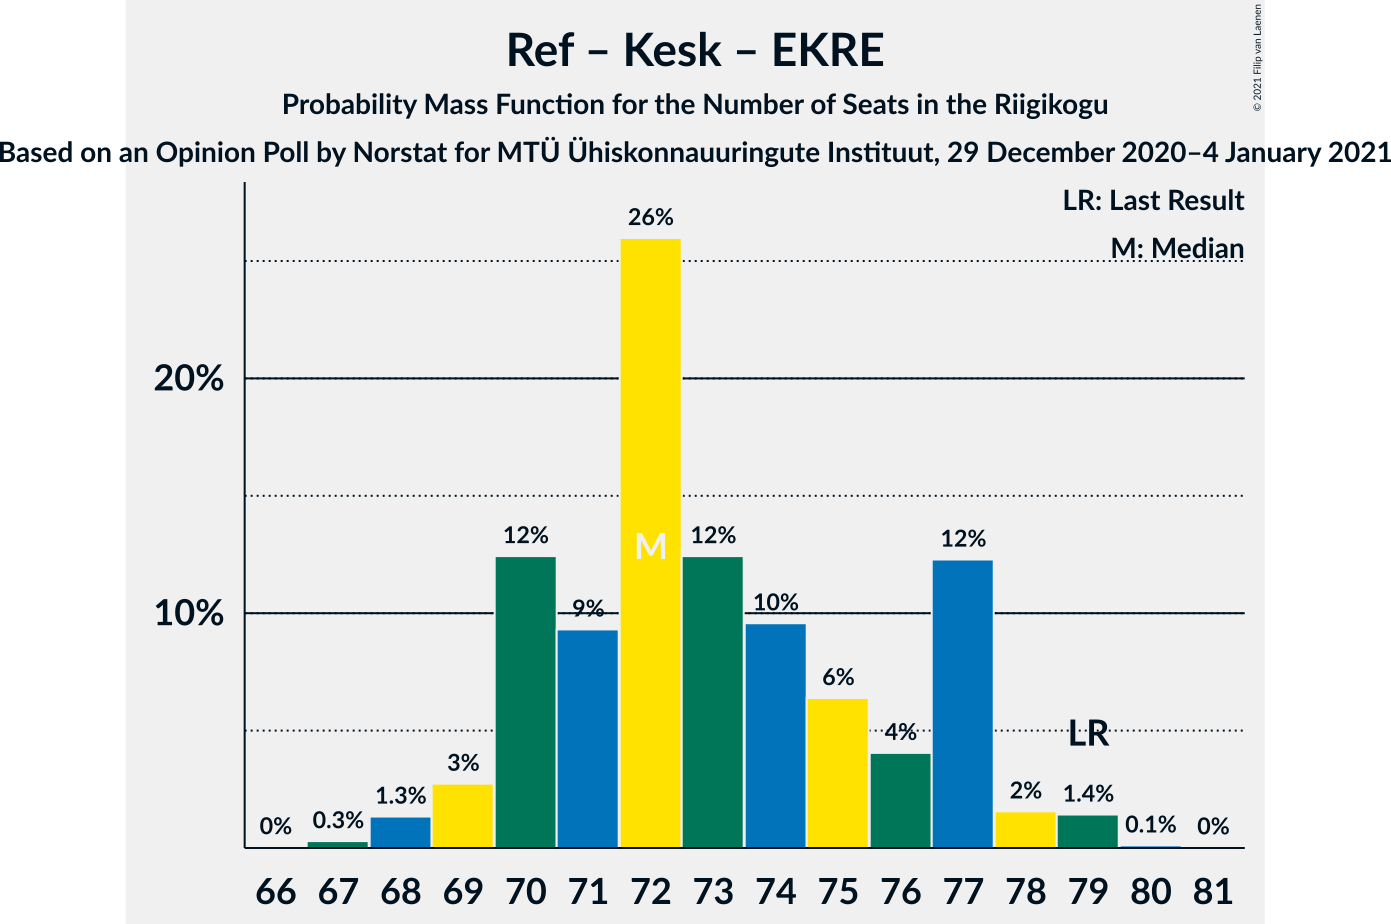 Ref – Kesk – EKRE
Probability Mass Function for the Number of Seats in the Riigikogu
Based on an Opinion Poll by Norstat for MTÜ Ühiskonnauuringute Instituut, 29 December 2020–4 January 2021
© 2021 Filip van Laenen
LR: Last Result
M: Median
20%
10%
0%
0.3%
1.3%
3%
12%
9%
26%
M
12%
10%
6%
4%
12%
2%
LR
1.4%
0.1%
0%
66 67 68 69 70 71 72 73 74 75 76 77 78 79 80 81